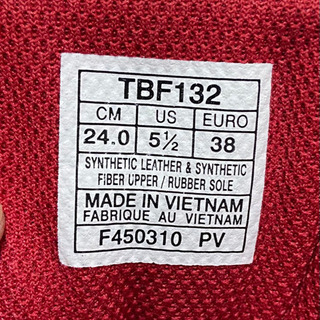 TBF132
CM US EURO
24.0 5½ 38
SYNTHETIC LEATHER & SYNTHETIC
FIBER UPPER / RUBBER SOLE
MADE IN VIETNAM
FABRIQUE AU VIETNAM
F450310 PV